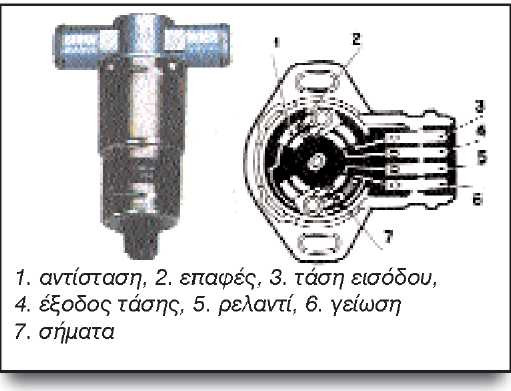 1
2
3
4
5
6
7
1. αντίσταση, 2. επαφές, 3. τάση εισόδου,
4. έξοδος τάσης, 5. ρελαντί, 6. γείωση
7. σήματα